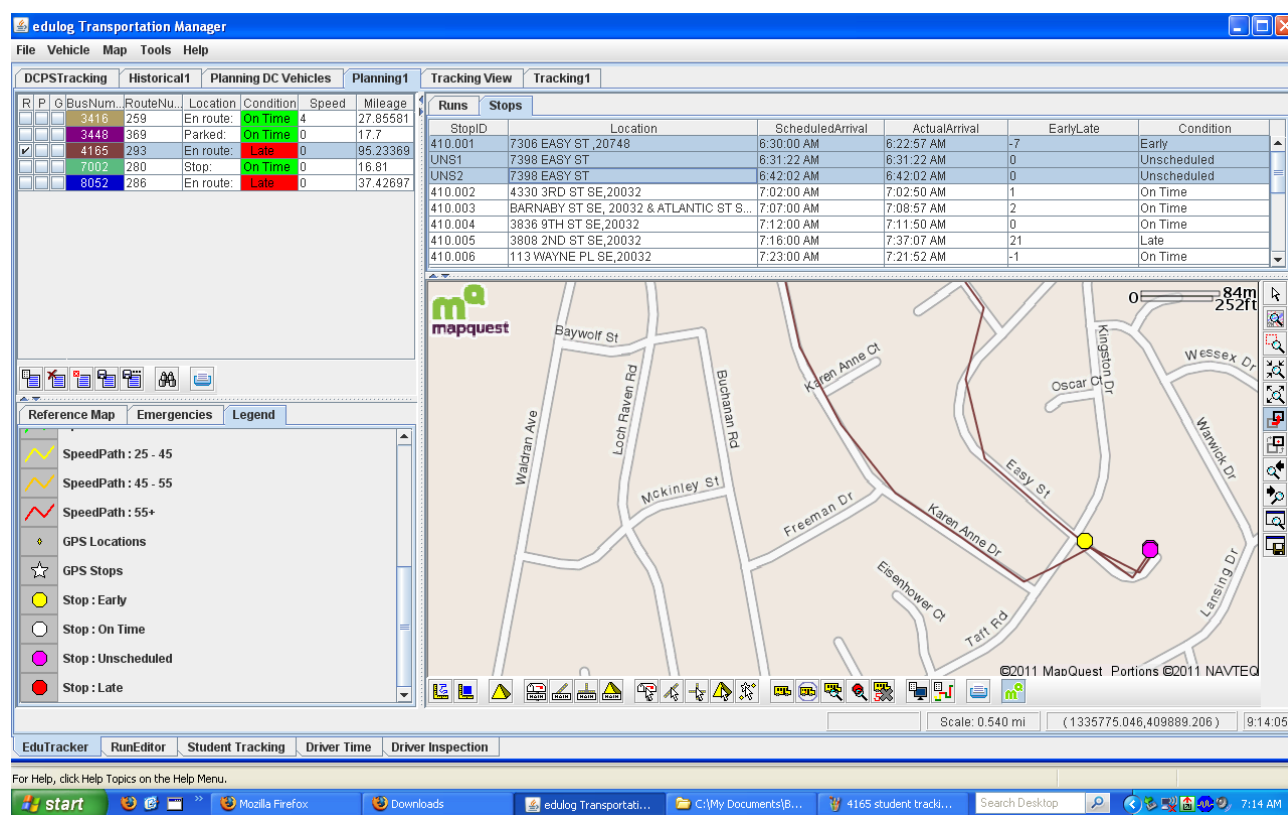 edulog Transportation Manager
File Vehicle Map Tools Help
DCPSTracking Historical1 Planning DC Vehicles Planning1 Tracking View Tracking1
R P G BusNum... RouteNu... Location Condition Speed Mileage
3416 259 En route: On Time 4 27.85581
3448 369 Parked: On Time 0 17.7
4165 293 En route: Late 0 95.23369
7002 280 Stop: On Time 0 16.81
8052 286 En route: Late 0 37.42697
Runs Stops
StopID Location ScheduledArrival ActualArrival EarlyLate Condition
410.001 7306 EASY ST ,20748 6:30:00 AM 6:22:57 AM -7 Early
UNS1 7398 EASY ST 6:31:22 AM 6:31:22 AM 0 Unscheduled
UNS2 7398 EASY ST 6:42:02 AM 6:42:02 AM 0 Unscheduled
410.002 4330 3RD ST SE,20032 7:02:00 AM 7:02:50 AM 1 On Time
410.003 BARNABY ST SE, 20032 & ATLANTIC ST S... 7:07:00 AM 7:08:57 AM 2 On Time
410.004 3836 9TH ST SE,20032 7:12:00 AM 7:11:50 AM 0 On Time
410.005 3808 2ND ST SE,20032 7:16:00 AM 7:37:07 AM 21 Late
410.006 113 WAYNE PL SE,20032 7:23:00 AM 7:21:52 AM -1 On Time
Reference Map Emergencies Legend
SpeedPath : 25 - 45
SpeedPath : 45 - 55
SpeedPath : 55+
GPS Locations
GPS Stops
Stop : Early
Stop : On Time
Stop : Unscheduled
Stop : Late
mq
mapquest
0 84m
252ft
Baywolf St
Karen Anne Ct
Kingston Dr
Wessex Dr
Oscar Ct
Loch Raven Rd
Buchanan Rd
Waldran Ave
Warwick Dr
Easy St
Mckinley St
Freeman Dr
Karen Anne Dr
Eisenhower Ct
Taft Rd
Lansing Dr
©2011 MapQuest Portions ©2011 NAVTEQ
Scale: 0.540 mi (1335775.046,409889.206 ) 9:14:05
EduTracker RunEditor Student Tracking Driver Time Driver Inspection
For Help, click Help Topics on the Help Menu.
start Mozilla Firefox Downloads edulog Transportati... C:\My Documents\B... 4165 student tracki... Search Desktop 7:14 AM